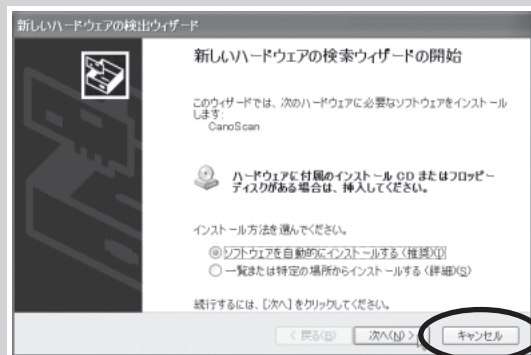 新しいハードウェアの検出ウィザード
新しいハードウェアの検索ウィザードの開始
このウィザードでは、次のハードウェアに必要なソフトウェアをインストール
します:
CanoScan
ハードウェアに付属のインストール CD またはフロッピー
ディスクがある場合は、挿入してください。
インストール方法を選んでください。
ソフトウェアを自動的にインストールする (推奨)(I)
一覧または特定の場所からインストールする (詳細)(S)
続行するには、[次へ] をクリックしてください。
< 戻る(B) 次へ(N) > キャンセル